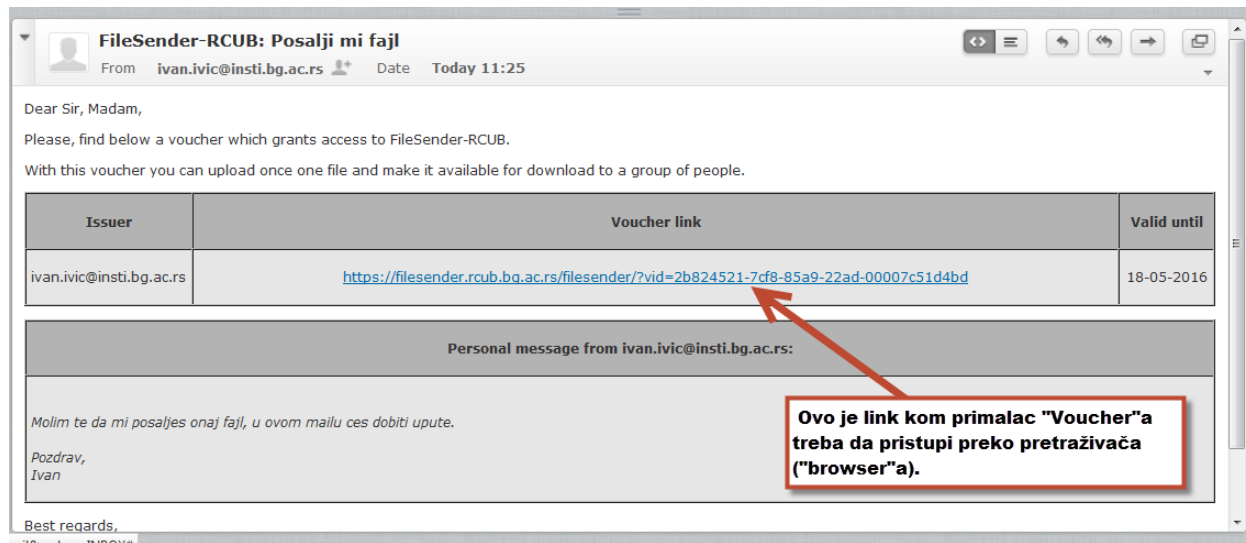 FileSender-RCUB: Posalji mi fajl
From ivan.ivic@insti.bg.ac.rs Date Today 11:25
Dear Sir, Madam,
Please, find below a voucher which grants access to FileSender-RCUB.
With this voucher you can upload once one file and make it available for download to a group of people.
Issuer Voucher link Valid until
ivan.ivic@insti.bg.ac.rs https://filesender.rcub.bg.ac.rs/filesender/?vid=2b824521-7cf8-85a9-22ad-00007c51d4bd 18-05-2016
Personal message from ivan.ivic@insti.bg.ac.rs:
Molim te da mi posaljes onaj fajl, u ovom mailu ces dobiti upute.
Pozdrav,
Ivan
Ovo je link kom primalac "Voucher"a
treba da pristupi preko pretraživača
("browser"a).
Best regards,